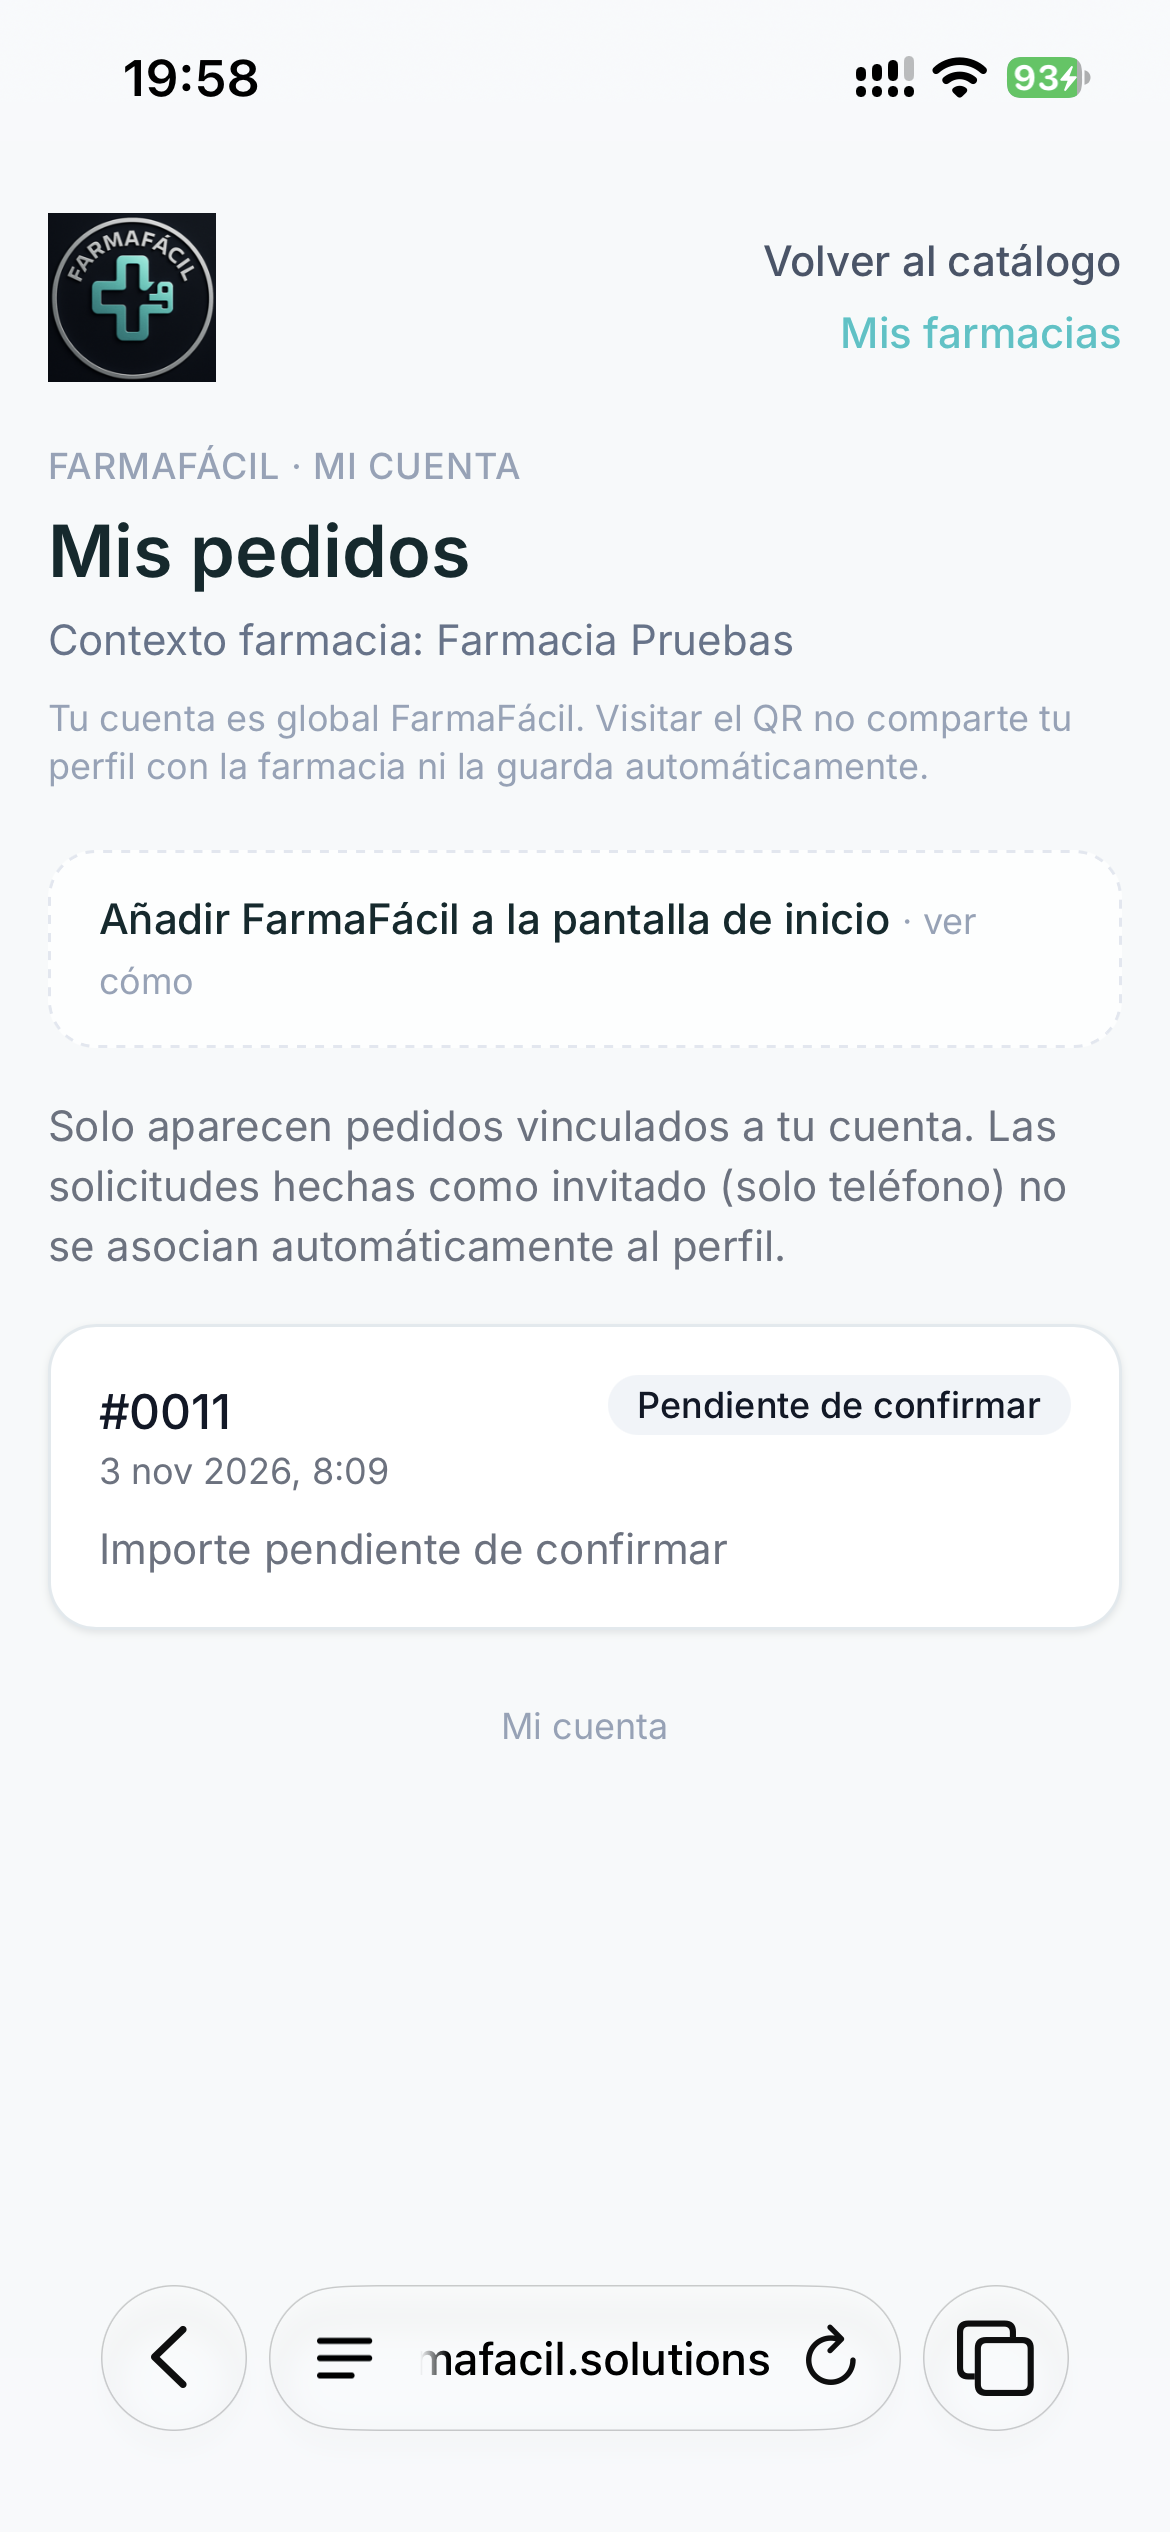 19:58
93
FARMAFÁCIL
Volver al catálogo
Mis farmacias
FARMAFÁCIL · MI CUENTA
Mis pedidos
Contexto farmacia: Farmacia Pruebas
Tu cuenta es global FarmaFácil. Visitar el QR no comparte tu
perfil con la farmacia ni la guarda automáticamente.
Añadir FarmaFácil a la pantalla de inicio · ver
cómo
Solo aparecen pedidos vinculados a tu cuenta. Las
solicitudes hechas como invitado (solo teléfono) no
se asocian automáticamente al perfil.
#0011
Pendiente de confirmar
3 nov 2026, 8:09
Importe pendiente de confirmar
Mi cuenta
mafacil.solutions